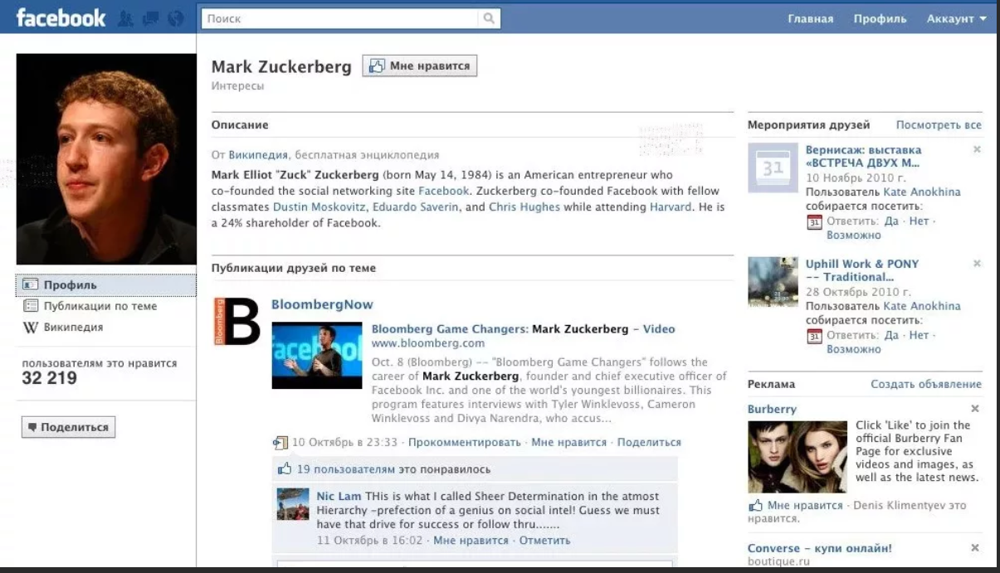 facebook
Поиск
Главная Профиль Аккаунт
Mark Zuckerberg
Мне нравится
Интересы
Описание
От Википедия, бесплатная энциклопедия
Mark Elliot "Zuck" Zuckerberg (born May 14, 1984) is an American entrepreneur who
co-founded the social networking site Facebook. Zuckerberg co-founded Facebook with fellow
classmates Dustin Moskovitz, Eduardo Saverin, and Chris Hughes while attending Harvard. He is
a 24% shareholder of Facebook.
Профиль
Публикации по теме
W Википедия
пользователям это нравится
32 219
Поделиться
Публикации друзей по теме
Bloomberg
B
BloombergNow
facebook
Bloomberg Game Changers: Mark Zuckerberg - Video
www.bloomberg.com
Oct. 8 (Bloomberg) -- "Bloomberg Game Changers" follows the
career of Mark Zuckerberg, founder and chief executive officer of
Facebook Inc. and one of the world's youngest billionaires. This
program features interviews with Tyler Winklevoss, Cameron
Winklevoss and Divya Narendra, who accus...
10 Октябрь в 23:33 · Прокомментировать · Мне нравится · Поделиться
19 пользователям это понравилось
Nic Lam THis is what I called Sheer Determination in the atmost
Hierarchy -prefection of a genius on social intel! Guess we must
have that drive for success or follow thru.......
11 Октябрь в 16:02 · Мне нравится · Отметить
Мероприятия друзей Посмотреть все
31
Вернисаж: выставка
«ВСТРЕЧА ДВУХ М...
10 Ноябрь 2010 г.
Пользователь Kate Anokhina
собирается посетить:
31 Ответить: Да · Нет ·
Возможно
Uphill Work & PONY
-- Traditional...
28 Октябрь 2010 г.
Пользователь Kate Anokhina
собирается посетить:
31 Ответить: Да · Нет ·
Возможно
Реклама Создать объявление
Burberry
Click 'Like' to join the
official Burberry Fan
Page for exclusive
videos and images, as
well as the latest news.
Мне нравится · Denis Klimentyev это
нравится.
Converse - купи онлайн!
boutique.ru